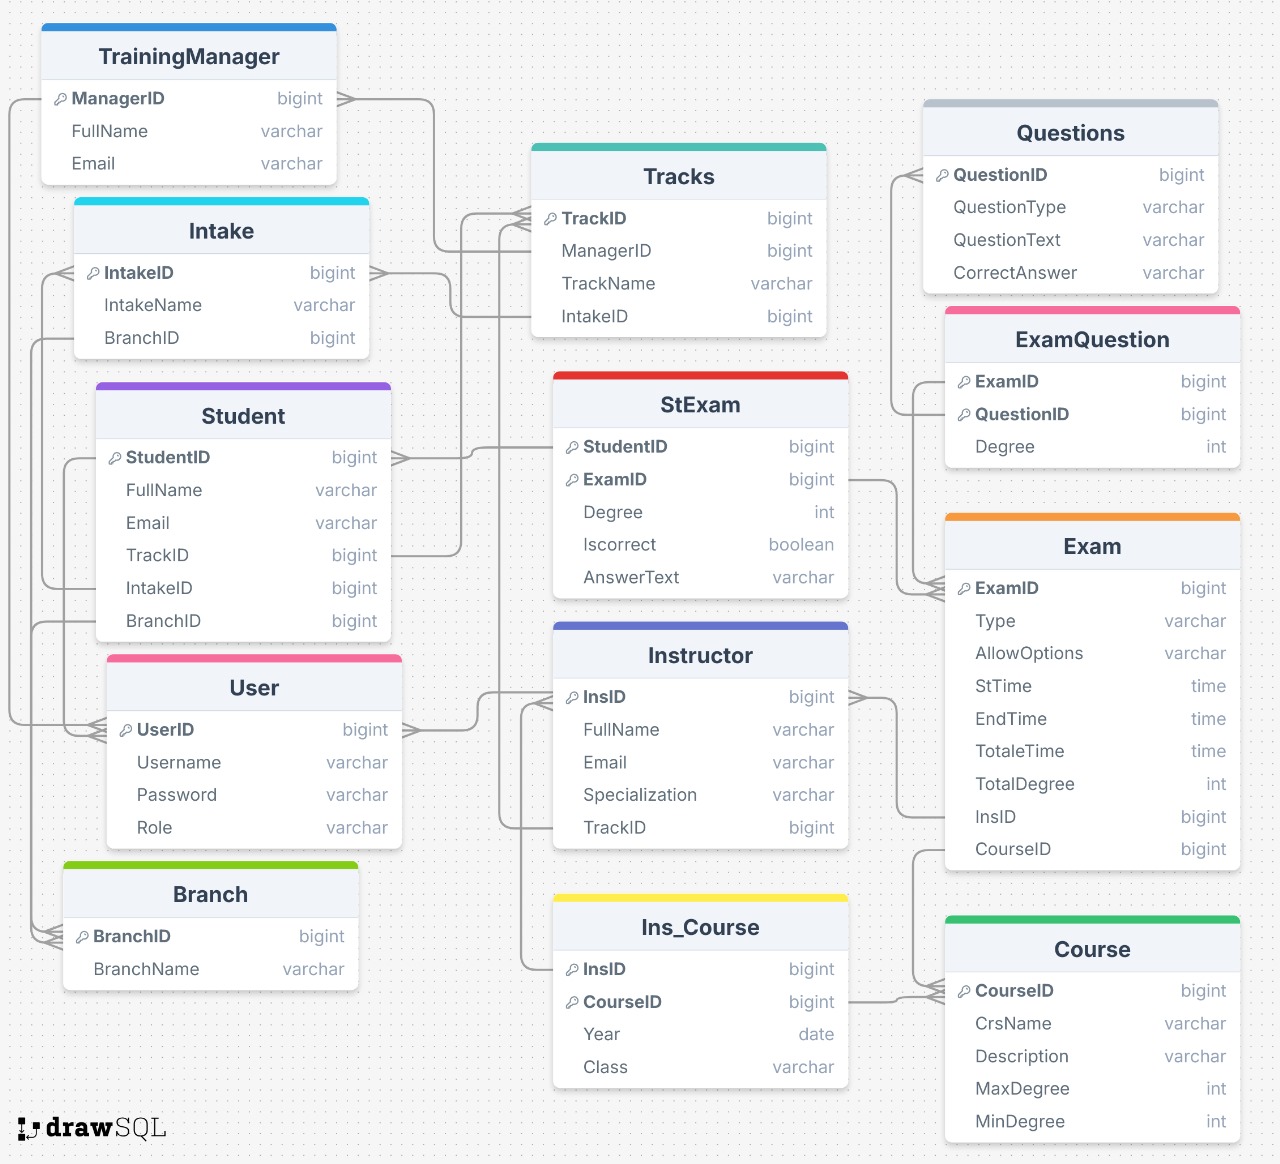 TrainingManager
ManagerID bigint
FullName varchar
Email varchar
Intake
IntakeID bigint
IntakeName varchar
BranchID bigint
Student
StudentID bigint
FullName varchar
Email varchar
TrackID bigint
IntakeID bigint
BranchID bigint
User
UserID bigint
Username varchar
Password varchar
Role varchar
Branch
BranchID bigint
BranchName varchar
Tracks
TrackID bigint
ManagerID bigint
TrackName varchar
IntakeID bigint
StExam
StudentID bigint
ExamID bigint
Degree int
Iscorrect boolean
AnswerText varchar
Instructor
InsID bigint
FullName varchar
Email varchar
Specialization varchar
TrackID bigint
Ins_Course
InsID bigint
CourseID bigint
Year date
Class varchar
Questions
QuestionID bigint
QuestionType varchar
QuestionText varchar
CorrectAnswer varchar
ExamQuestion
ExamID bigint
QuestionID bigint
Degree int
Exam
ExamID bigint
Type varchar
AllowOptions varchar
StTime time
EndTime time
TotaleTime time
TotalDegree int
InsID bigint
CourseID bigint
Course
CourseID bigint
CrsName varchar
Description varchar
MaxDegree int
MinDegree int
drawSQL